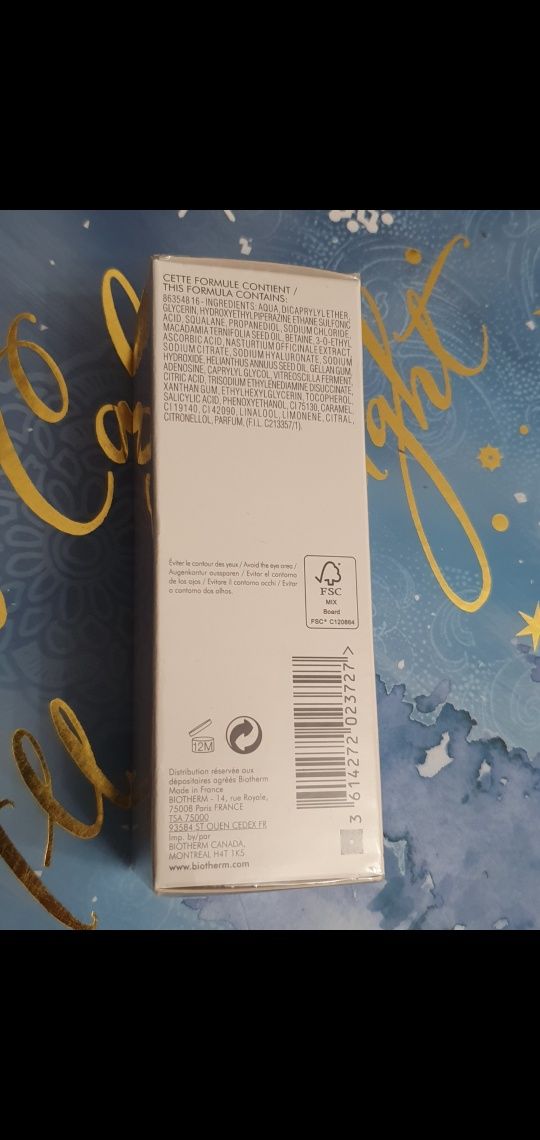 CETTE FORMULE CONTIENT /
THIS FORMULA CONTAINS:
86354816 - INGREDIENTS: AQUA, DICAPRYLYL ETHER,
GLYCERIN, HYDROXYETHYLPIPERAZINE ETHANE SULFONIC
ACID, SQUALANE, PROPANEDIOL, SODIUM CHLORIDE,
MACADAMIA TERNIFOLIA SEED OIL, BETAINE, 3-O-ETHYL
ASCORBIC ACID, NASTURTIUM OFFICINALE EXTRACT,
SODIUM CITRATE, SODIUM HYALURONATE, SODIUM
HYDROXIDE, HELIANTHUS ANNUUS SEED OIL, GELLAN GUM,
ADENOSINE, CAPRYLYL GLYCOL, VITREOSCILLA FERMENT,
CITRIC ACID, TRISODIUM ETHYLENEDIAMINE DISUCCINATE,
XANTHAN GUM, ETHYLHEXYLGLYCERIN, TOCOPHEROL,
SALICYLIC ACID, PHENOXYETHANOL, CI 75130, CARAMEL,
CI 19140, CI 42090, LINALOOL, LIMONENE, CITRAL,
CITRONELLOL, PARFUM, (F.I.L. C213357/1).
Éviter le contour des yeux / Avoid the eye area /
Augenkontur aussparen / Evitar el contorno
de los ojos / Evitare il contorno occhi / Evitar
o contorno dos olhos.
FSC
MIX
Board
FSC® C120864
12M
3 614272 023727 >
Distribution réservée aux
dépositaires agréés Biotherm
Made in France
BIOTHERM - 14, rue Royale,
75008 Paris FRANCE
TSA 75000
93584 ST OUEN CEDEX FR
Imp. by/par
BIOTHERM CANADA,
MONTREAL H4T 1K5
www.biotherm.com